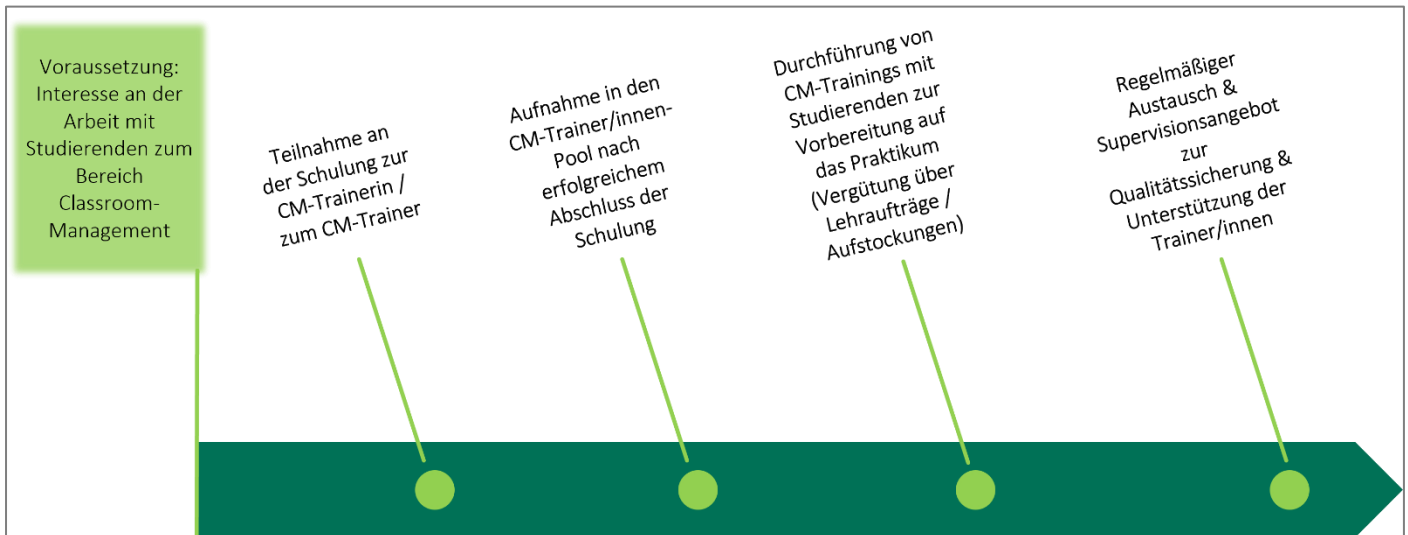 Voraussetzung:
Interesse an der
Arbeit mit
Studierenden zum
Bereich
Classroom-
Management
Teilnahme an
der Schulung zur
CM-Trainerin /
zum CM-Trainer
Aufnahme in den
CM-Trainer/innen-
Pool nach
erfolgreichem
Abschluss der
Schulung
Durchführung von
CM-Trainings mit
Studierenden zur
Vorbereitung auf
das Praktikum
(Vergütung über
Lehraufträge /
Aufstockungen)
Regelmäßiger
Austausch &
Supervisionsangebot
zur
Qualitätssicherung &
Unterstützung der
Trainer/innen